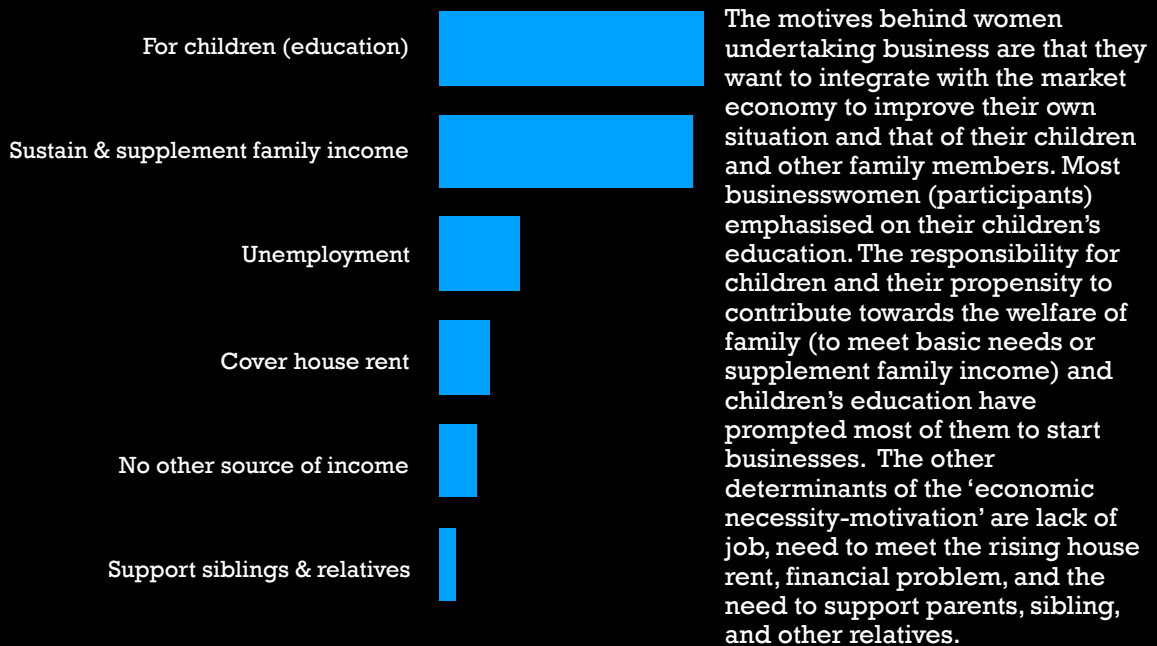 For children (education)
Sustain & supplement family income
Unemployment
Cover house rent
No other source of income
Support siblings & relatives
The motives behind women
undertaking business are that they
want to integrate with the market
economy to improve their own
situation and that of their children
and other family members. Most
businesswomen (participants)
emphasised on their children’s
education. The responsibility for
children and their propensity to
contribute towards the welfare of
family (to meet basic needs or
supplement family income) and
children’s education have
prompted most of them to start
businesses.  The other
determinants of the ‘economic
necessity-motivation’ are lack of
job, need to meet the rising house
rent, financial problem, and the
need to support parents, sibling,
and other relatives.